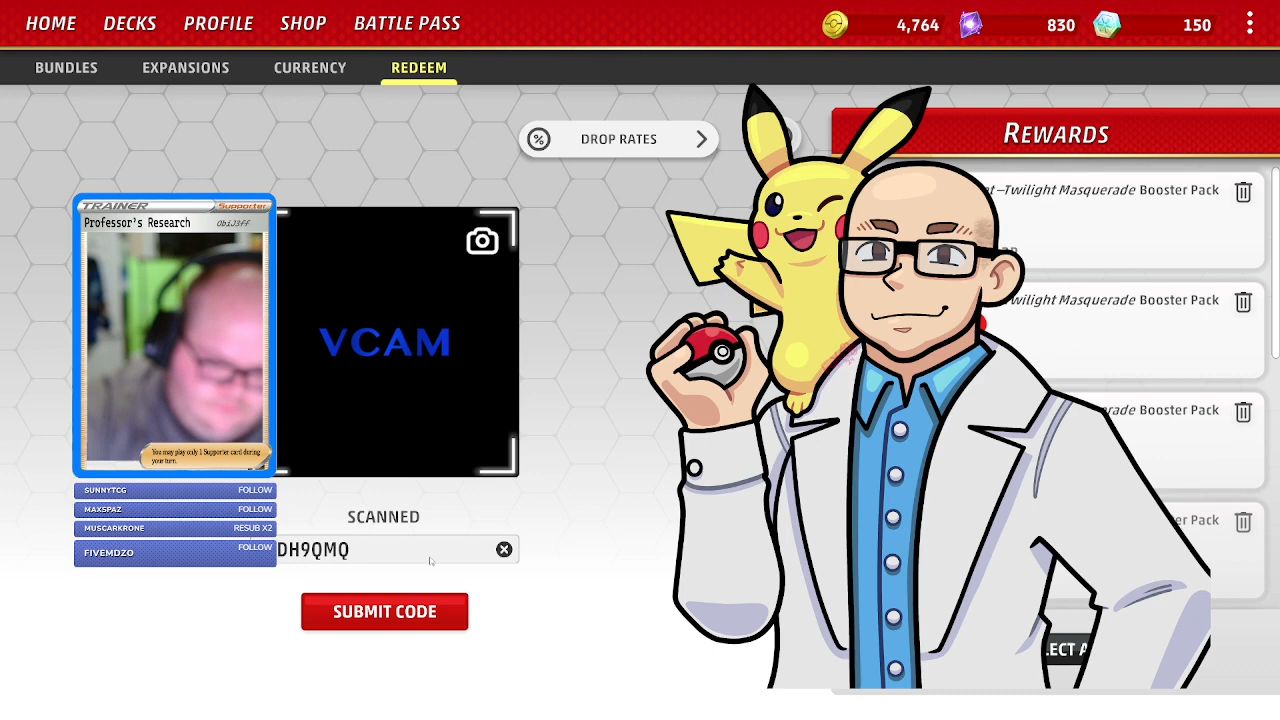 HOME DECKS PROFILE SHOP BATTLE PASS 4,764 830 150
BUNDLES EXPANSIONS CURRENCY REDEEM
% DROP RATES
REWARDS
–Twilight Masquerade Booster Pack
Twilight Masquerade Booster Pack
Booster Pack
Pack
TRAINER Supporter
Professor's Research ObiJ3FF
You may play only 1 Supporter card during
your turn.
VCAM
SUNNYTCG FOLLOW
MAXSPAZ FOLLOW
MUSCARKRONE RESUB X2
FIVEMDZO FOLLOW
SCANNED
DH9QMQ
SUBMIT CODE